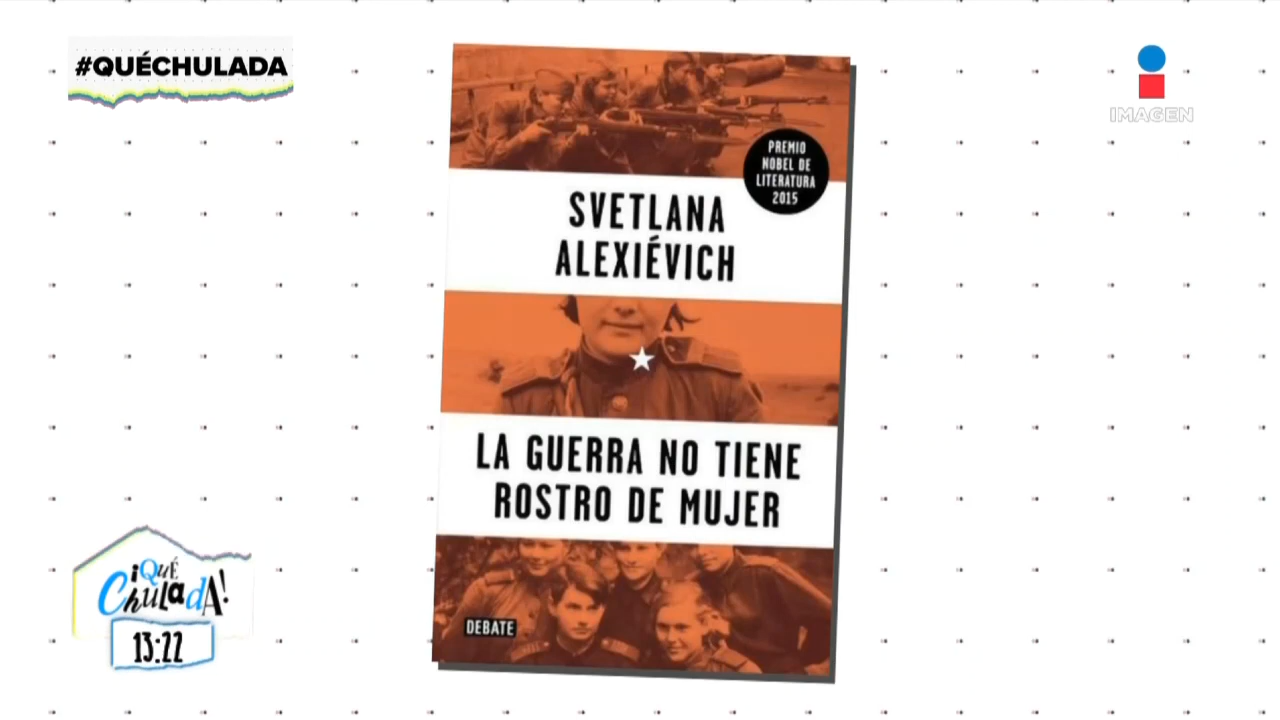 #QUÉCHULADA
IMAGEN
PREMIO
NOBEL DE
LITERATURA
2015
SVETLANA
ALEXIÉVICH
LA GUERRA NO TIENE
ROSTRO DE MUJER
DEBATE
¡QUÉ
ChULadA!
13:22